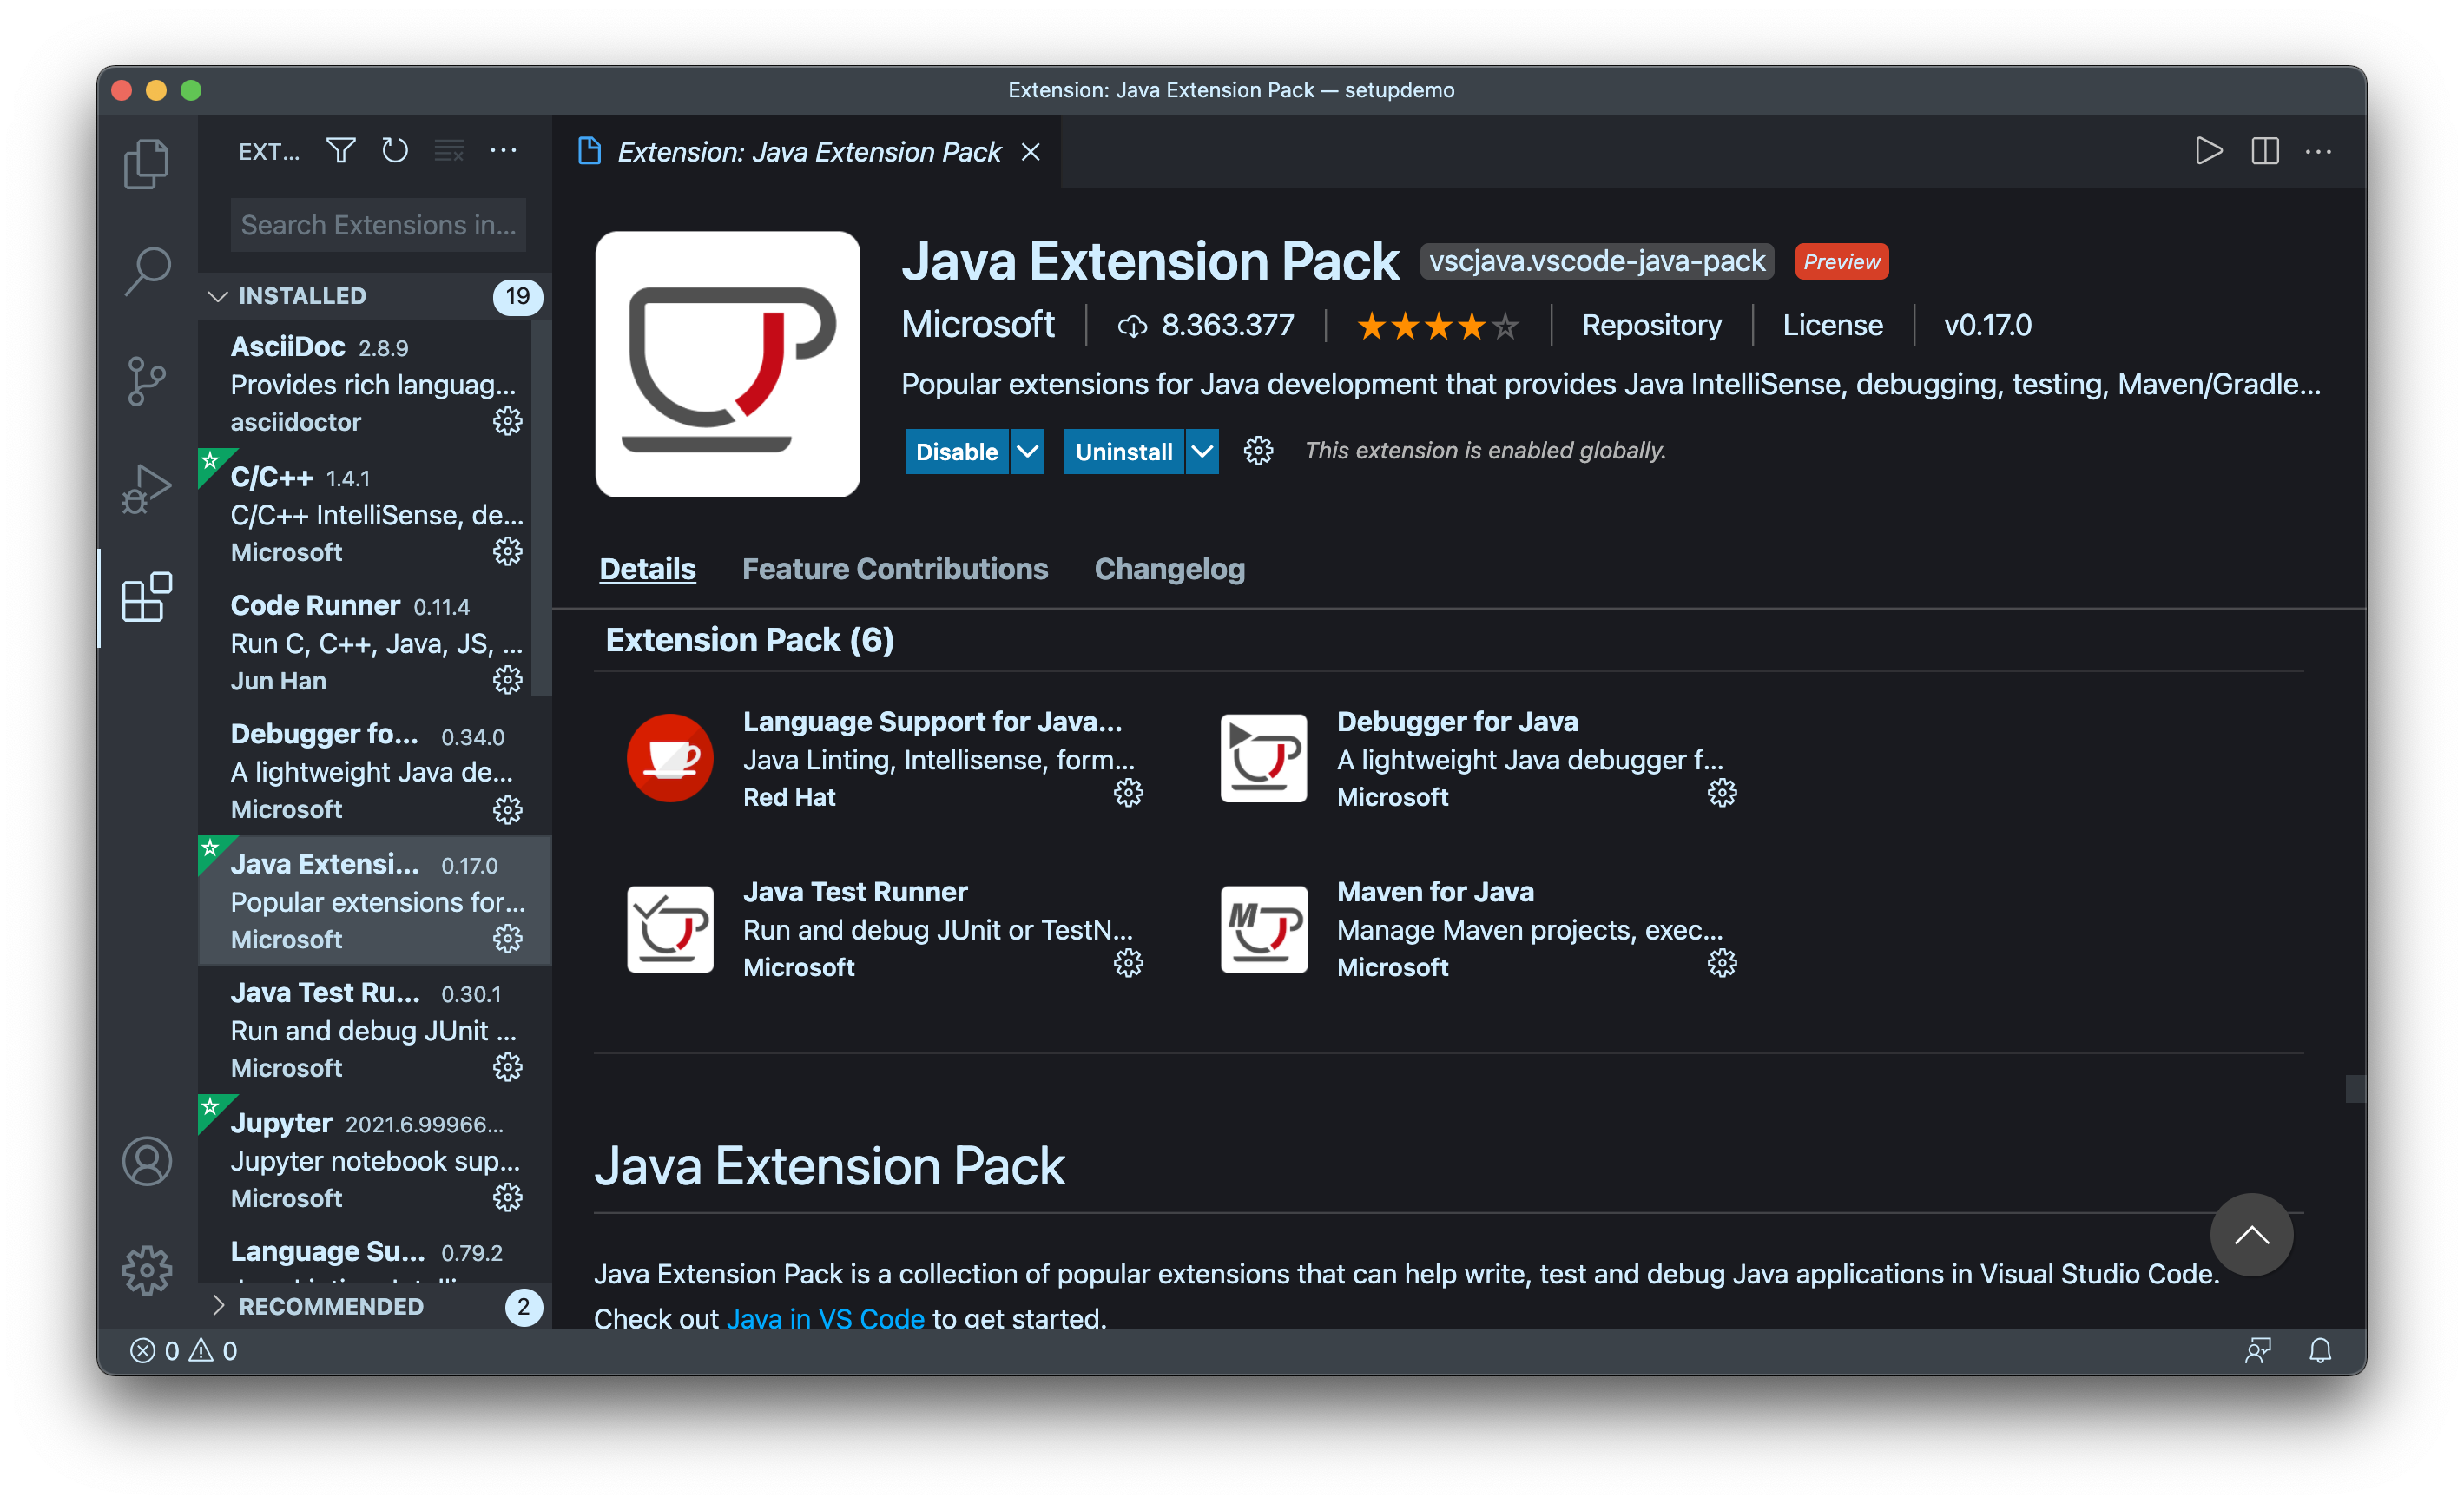 Extension: Java Extension Pack — setupdemo
EXT...
Search Extensions in...
INSTALLED 19
AsciiDoc 2.8.9
Provides rich languag...
asciidoctor
C/C++ 1.4.1
C/C++ IntelliSense, de...
Microsoft
Code Runner 0.11.4
Run C, C++, Java, JS, ...
Jun Han
Debugger fo... 0.34.0
A lightweight Java de...
Microsoft
Java Extensi... 0.17.0
Popular extensions for...
Microsoft
Java Test Ru... 0.30.1
Run and debug JUnit ...
Microsoft
Jupyter 2021.6.99966...
Jupyter notebook sup...
Microsoft
Language Su... 0.79.2
RECOMMENDED 2
Extension: Java Extension Pack
Java Extension Pack vscjava.vscode-java-pack Preview
Microsoft 8.363.377 Repository License v0.17.0
Popular extensions for Java development that provides Java IntelliSense, debugging, testing, Maven/Gradle...
Disable Uninstall This extension is enabled globally.
Details Feature Contributions Changelog
Extension Pack (6)
Language Support for Java...
Java Linting, Intellisense, form...
Red Hat
Debugger for Java
A lightweight Java debugger f...
Microsoft
Java Test Runner
Run and debug JUnit or TestN...
Microsoft
M
Maven for Java
Manage Maven projects, exec...
Microsoft
Java Extension Pack
Java Extension Pack is a collection of popular extensions that can help write, test and debug Java applications in Visual Studio Code.
Check out Java in VS Code to get started.
0 0